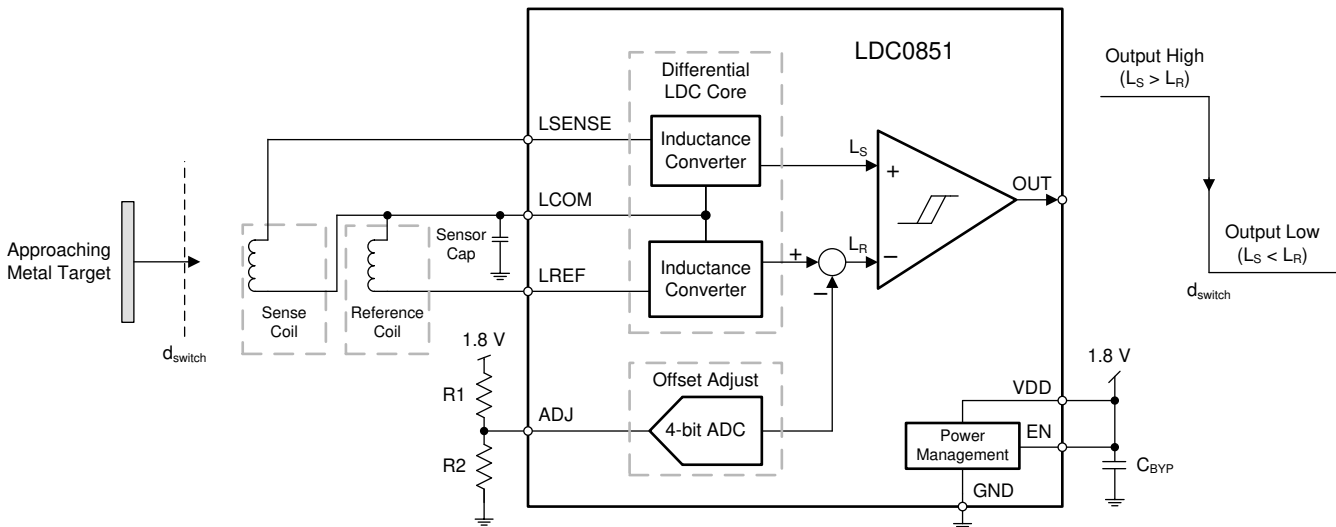 LDC0851
Differential
LDC Core
Output High
(LS > LR)
LSENSE
Inductance
Converter
LS
+
OUT
LCOM
Approaching
Metal Target
Sensor
Cap
LREF
Inductance
Converter
+
−
LR
−
Output Low
(LS < LR)
dswitch
Sense
Coil
Reference
Coil
dswitch
1.8 V
R1
R2
ADJ
Offset Adjust
4-bit ADC
1.8 V
VDD
EN
Power
Management
GND
CBYP